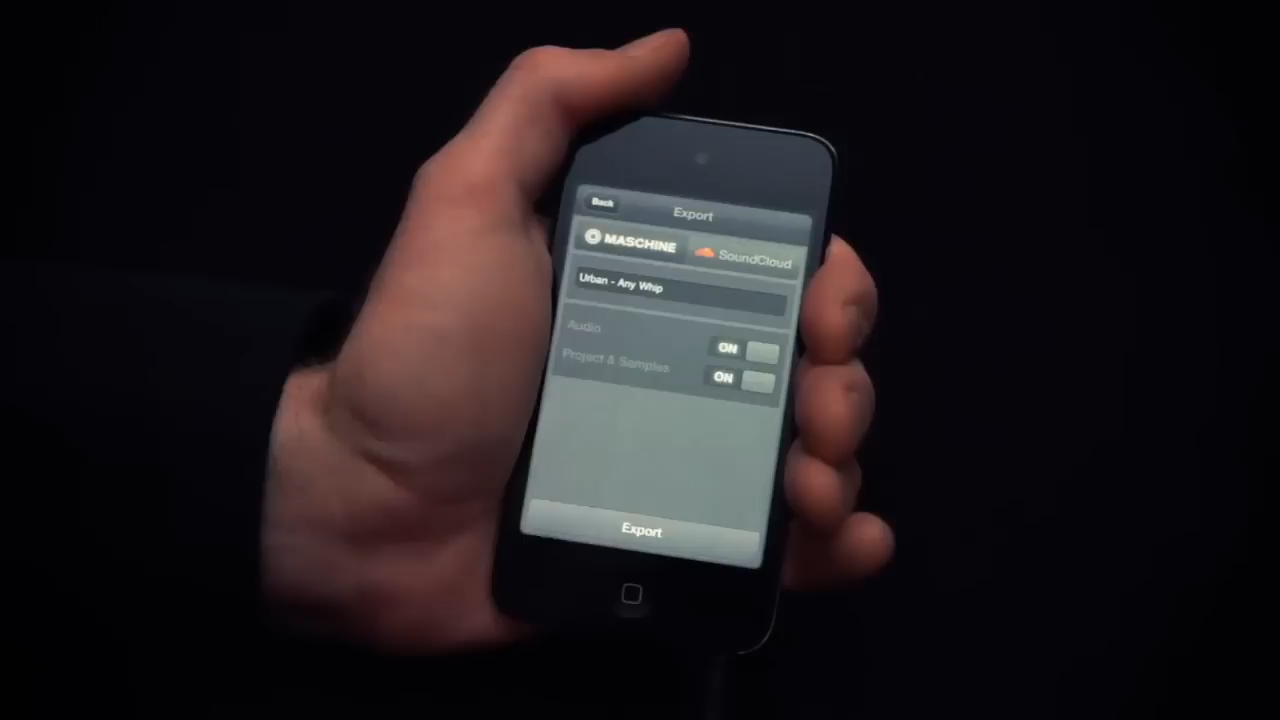 Back
Export
MASCHINE
SoundCloud
Urban - Any Whip
Audio
ON
Project & Samples
ON
Export